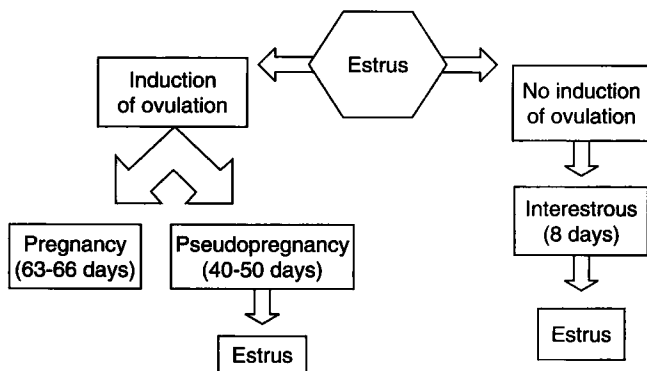 Estrus
Induction
of ovulation
No induction
of ovulation
Pregnancy
(63-66 days)
Pseudopregnancy
(40-50 days)
Interestrous
(8 days)
Estrus
Estrus